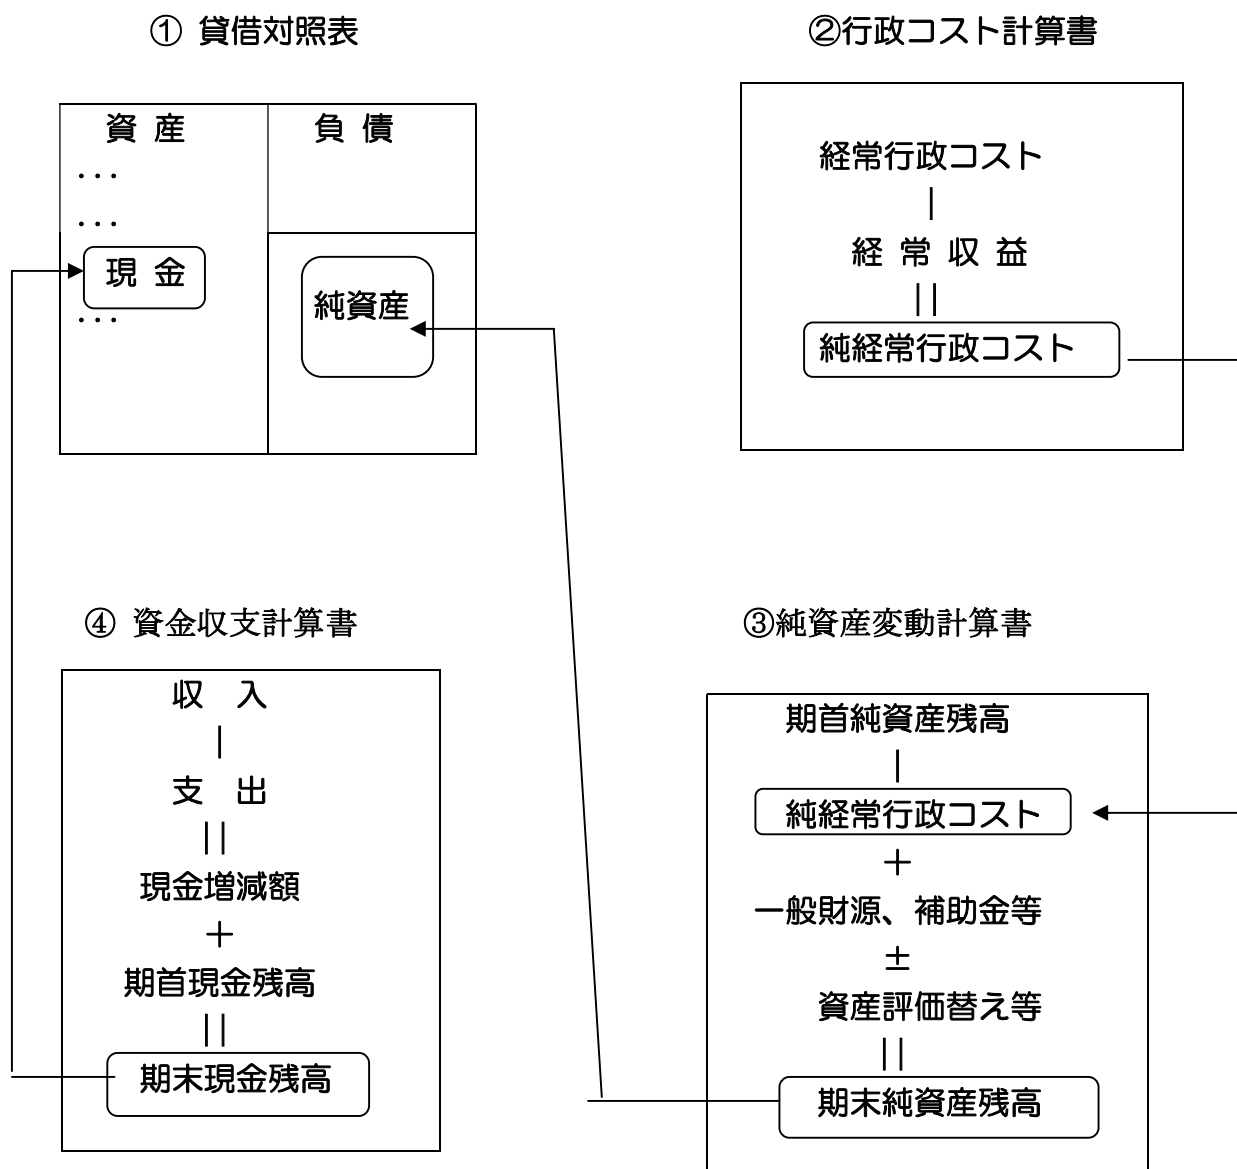 ① 貸借対照表
資 産
負 債
･･･
･･･
現 金
･･･
純資産
②行政コスト計算書
経常行政コスト
｜
経 常 収 益
||
純経常行政コスト
④ 資金収支計算書
収　入
｜
支　出
||
現金増減額
＋
期首現金残高
||
期末現金残高
③純資産変動計算書
期首純資産残高
｜
純経常行政コスト
＋
一般財源、補助金等
±
資産評価替え等
||
期末純資産残高